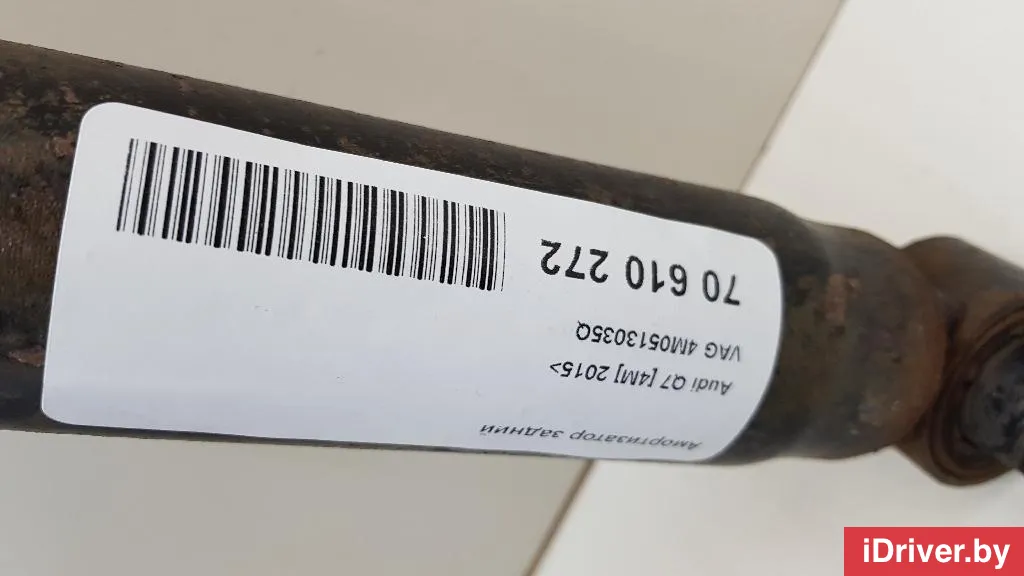 Амортизатор задний
Audi Q7 [4M] 2015>
VAG 4M0513035Q
70 610 272
iDriver.by